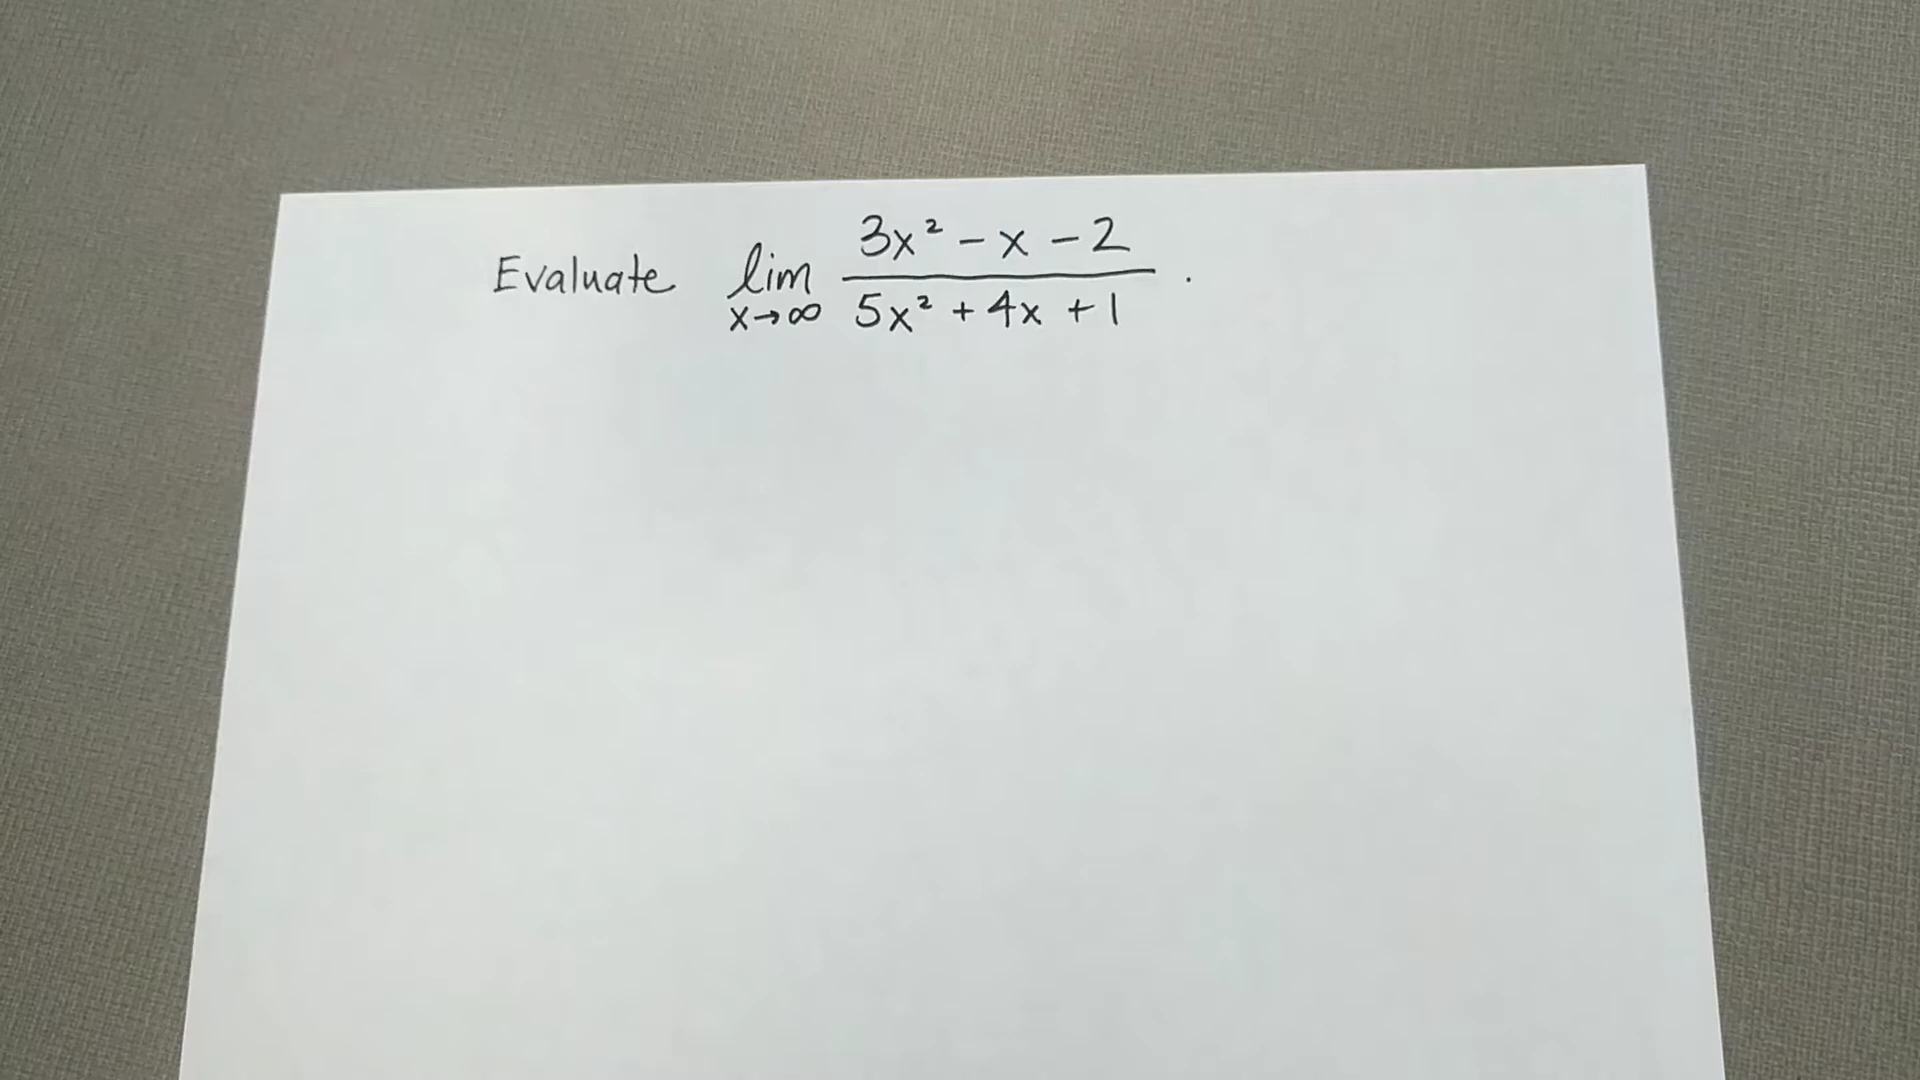 Evaluate lim x→∞ (3x² - x - 2)/(5x² + 4x + 1).